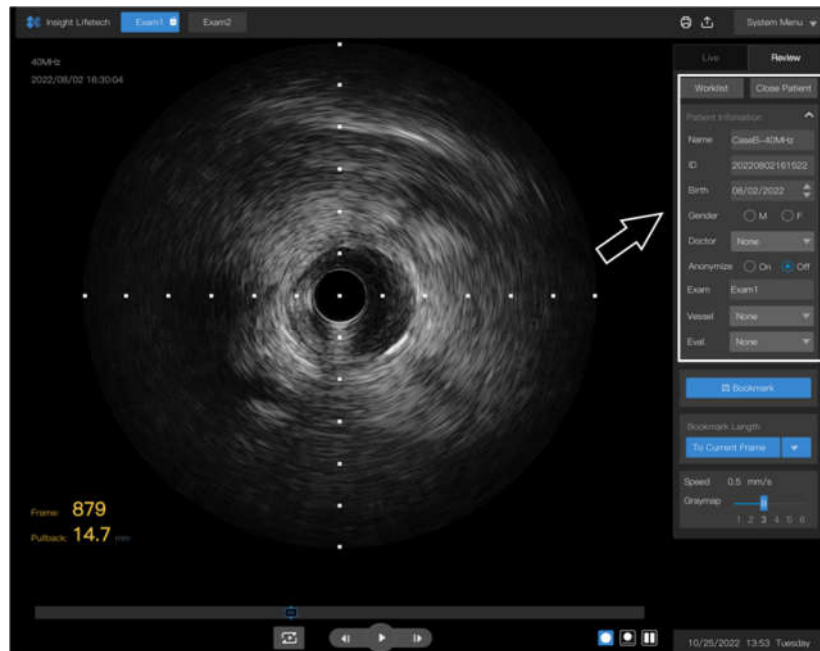 Insight Lifetech Exam1 Exam2 System Menu
40MHz
2022/08/02 16:30:04
Live Review
Worklist Close Patient
Patient Information
Name CaseB-40MHz
ID 20220802161522
Birth 08/02/2022
Gender M F
Doctor None
Anonymize On Off
Exam Exam1
Vessel None
Eval. None
Bookmark
Bookmark Length
To Current Frame
Speed 0.5 mm/s
Graymap
1 2 3 4 5 6
Frame: 879
Pullback: 14.7 mm
10/25/2022 13:53 Tuesday